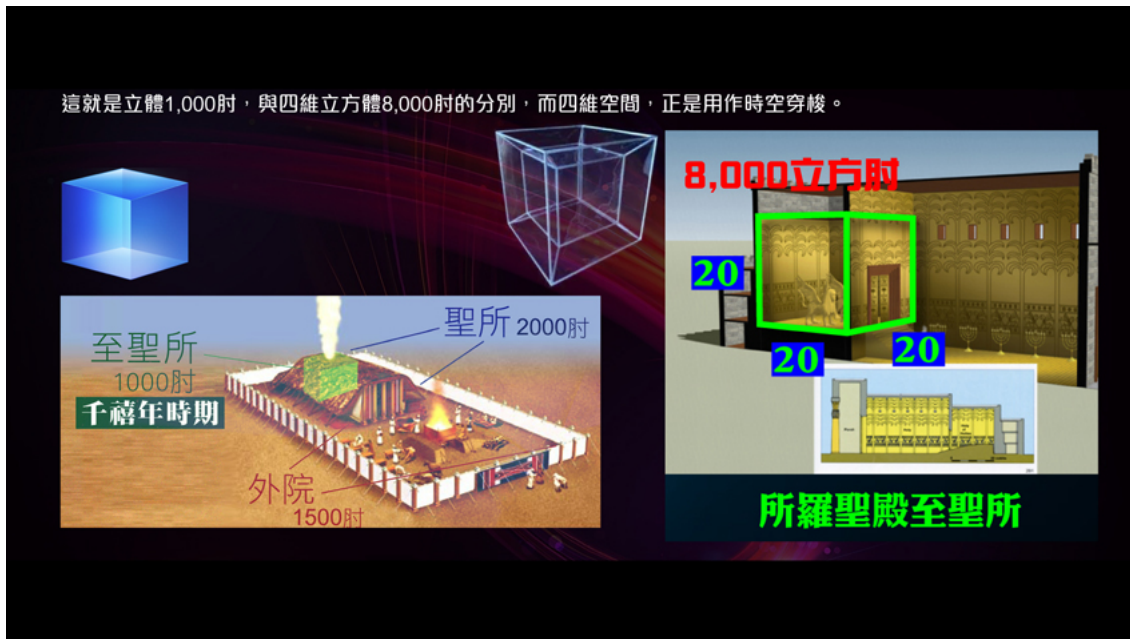 這就是立體1,000肘,與四維立方體8,000肘的分別,而四維空間,正是用作時空穿梭。
8,000立方肘
20
20
20
至聖所
1000肘
千禧年時期
聖所 2000肘
外院
1500肘
所羅聖殿至聖所